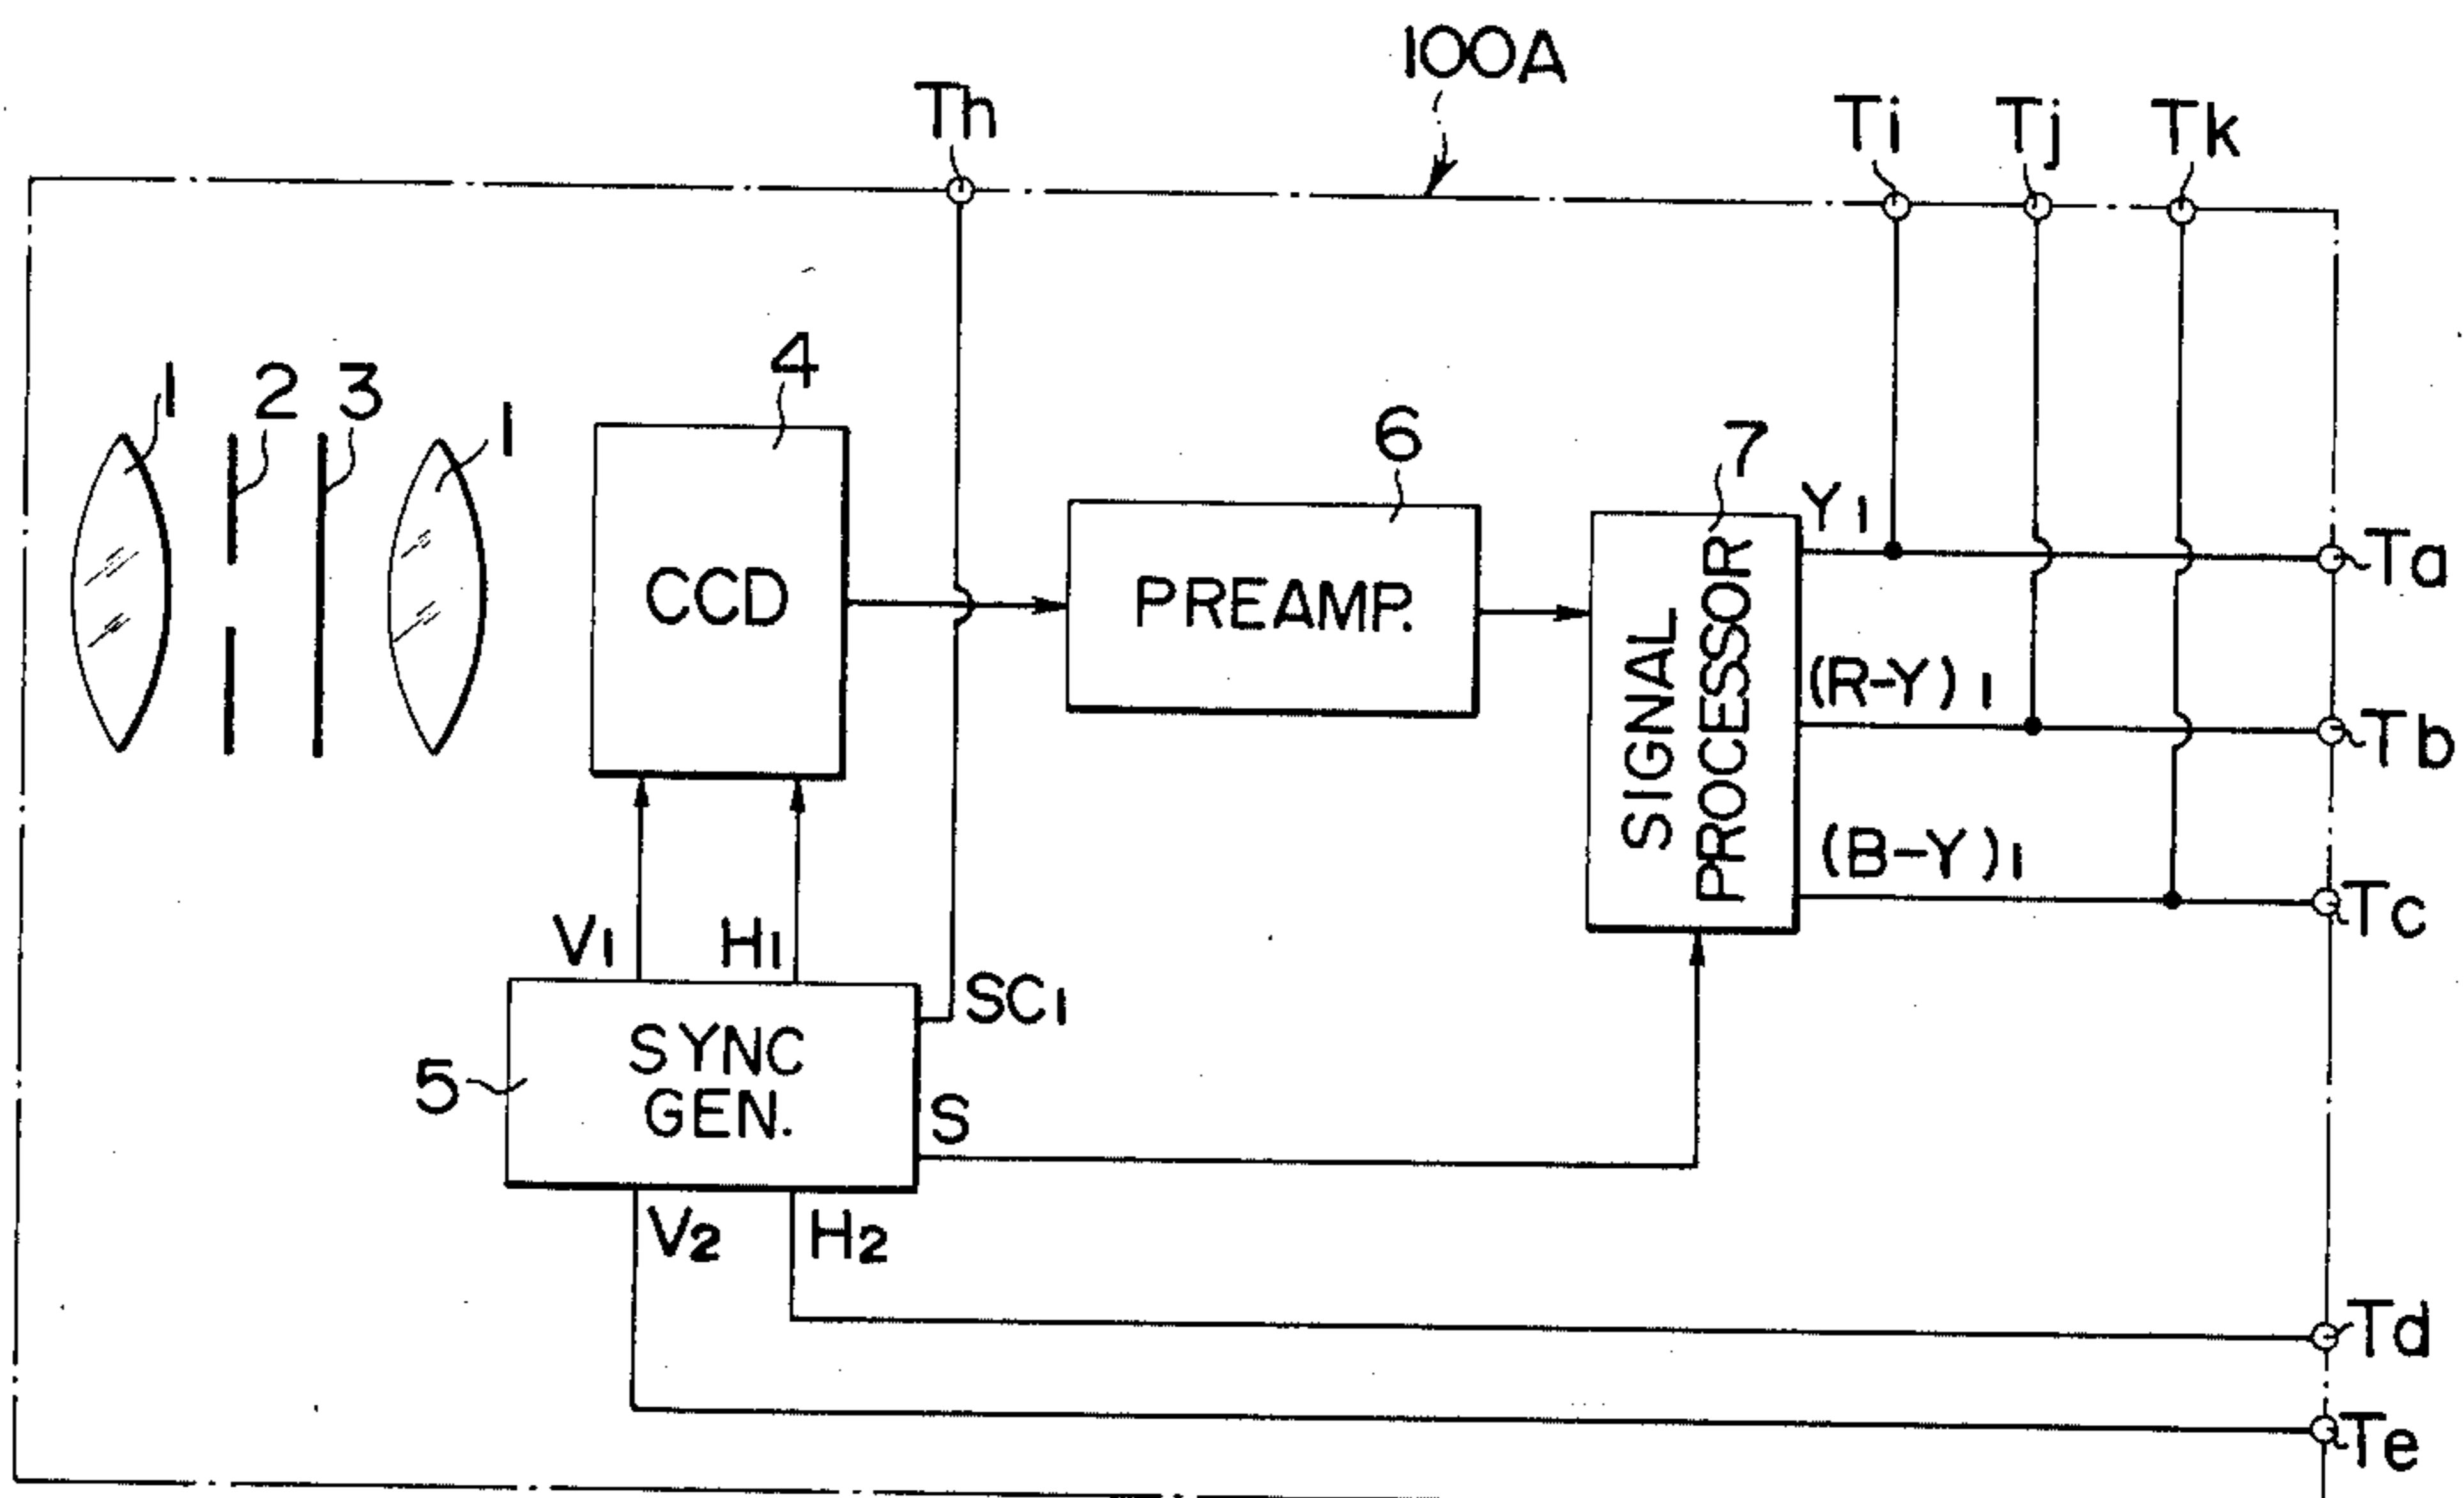 100A
Th
Ti
Tj
Tk
1
2
3
1
4
6
7
CCD
PREAMP.
SIGNAL
PROCESSOR
Y1
(R-Y)1
(B-Y)1
Ta
Tb
Tc
V1
H1
SC1
5
SYNC
GEN.
S
V2
H2
Td
Te